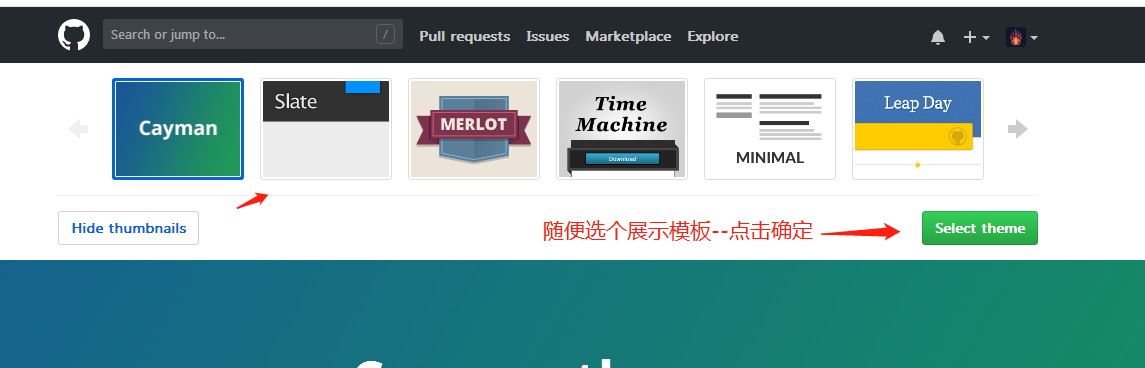 Search or jump to...
/
Pull requests
Issues
Marketplace
Explore
Cayman
Slate
MERLOT
Time
Machine
Download
MINIMAL
Leap Day
Hide thumbnails
随便选个展示模板--点击确定
Select theme